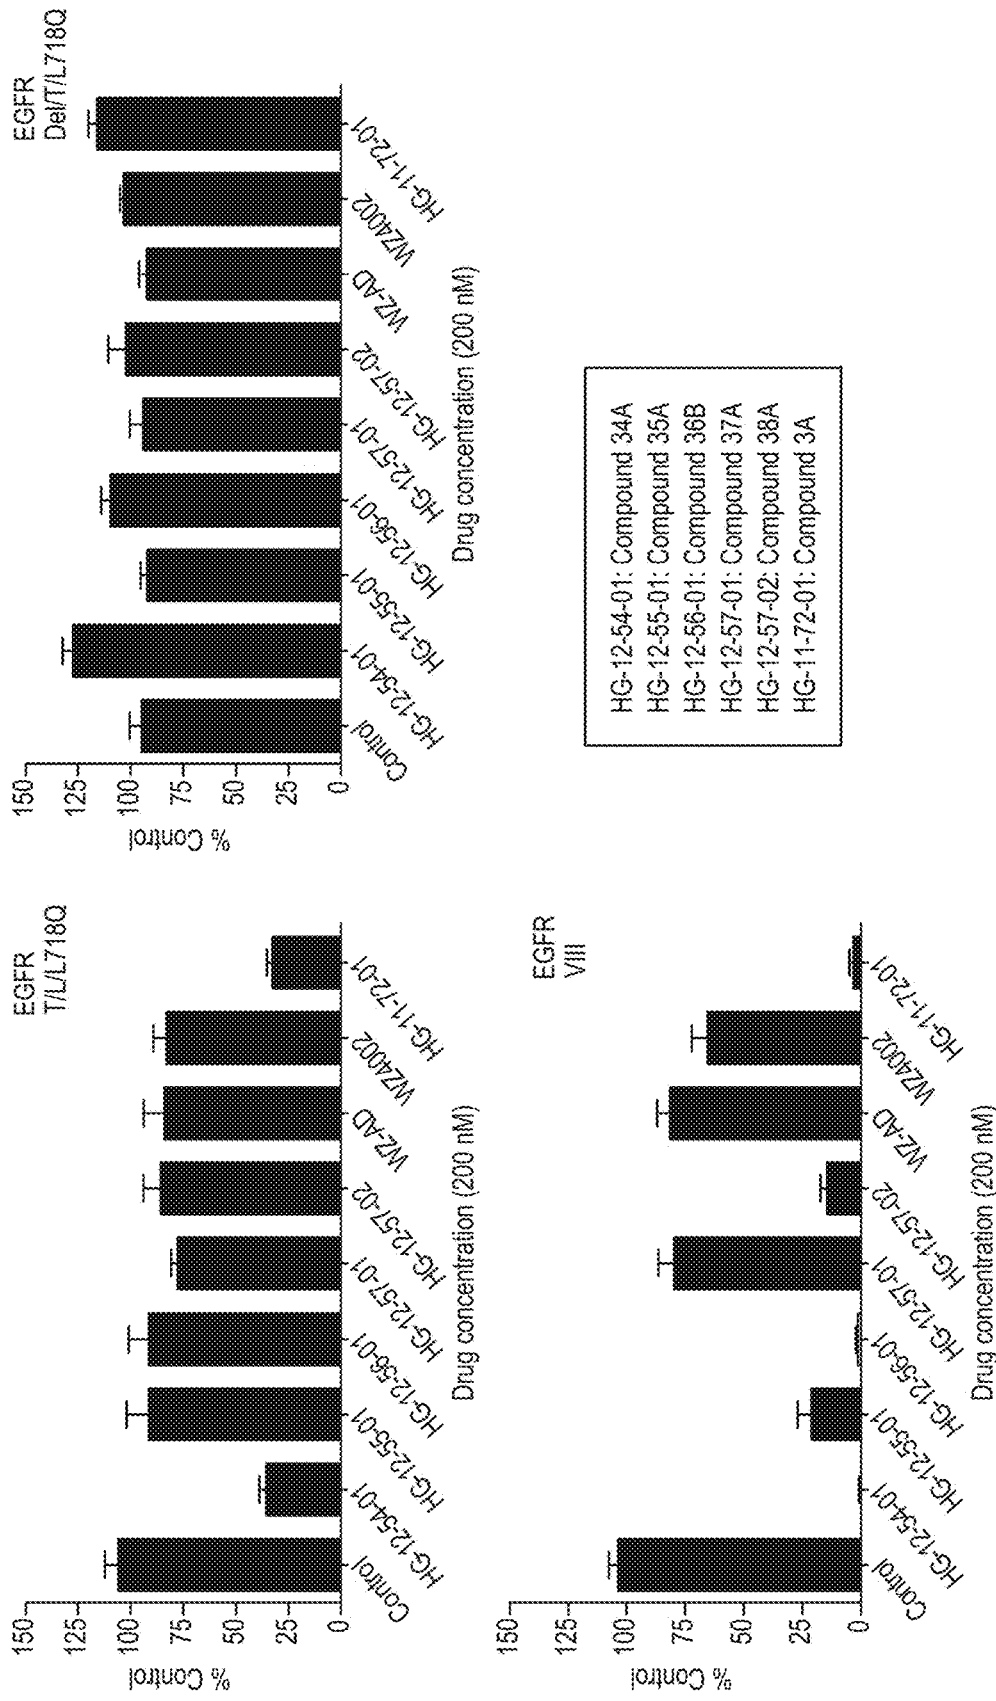 EGFR
T/L/L718Q
% Control
150
125
100
75
50
25
0
Control
HG-12-54-01
HG-12-55-01
HG-12-56-01
HG-12-57-01
HG-12-57-02
WZ-AD
WZ4002
HG-11-72-01
Drug concentration (200 nM)
EGFR
Del/T/L718Q
% Control
150
125
100
75
50
25
0
Control
HG-12-54-01
HG-12-55-01
HG-12-56-01
HG-12-57-01
HG-12-57-02
WZ-AD
WZ4002
HG-11-72-01
Drug concentration (200 nM)
EGFR
VIII
% Control
150
125
100
75
50
25
0
Control
HG-12-54-01
HG-12-55-01
HG-12-56-01
HG-12-57-01
HG-12-57-02
WZ-AD
WZ4002
HG-11-72-01
Drug concentration (200 nM)
HG-12-54-01: Compound 34A
HG-12-55-01: Compound 35A
HG-12-56-01: Compound 36B
HG-12-57-01: Compound 37A
HG-12-57-02: Compound 38A
HG-11-72-01: Compound 3A